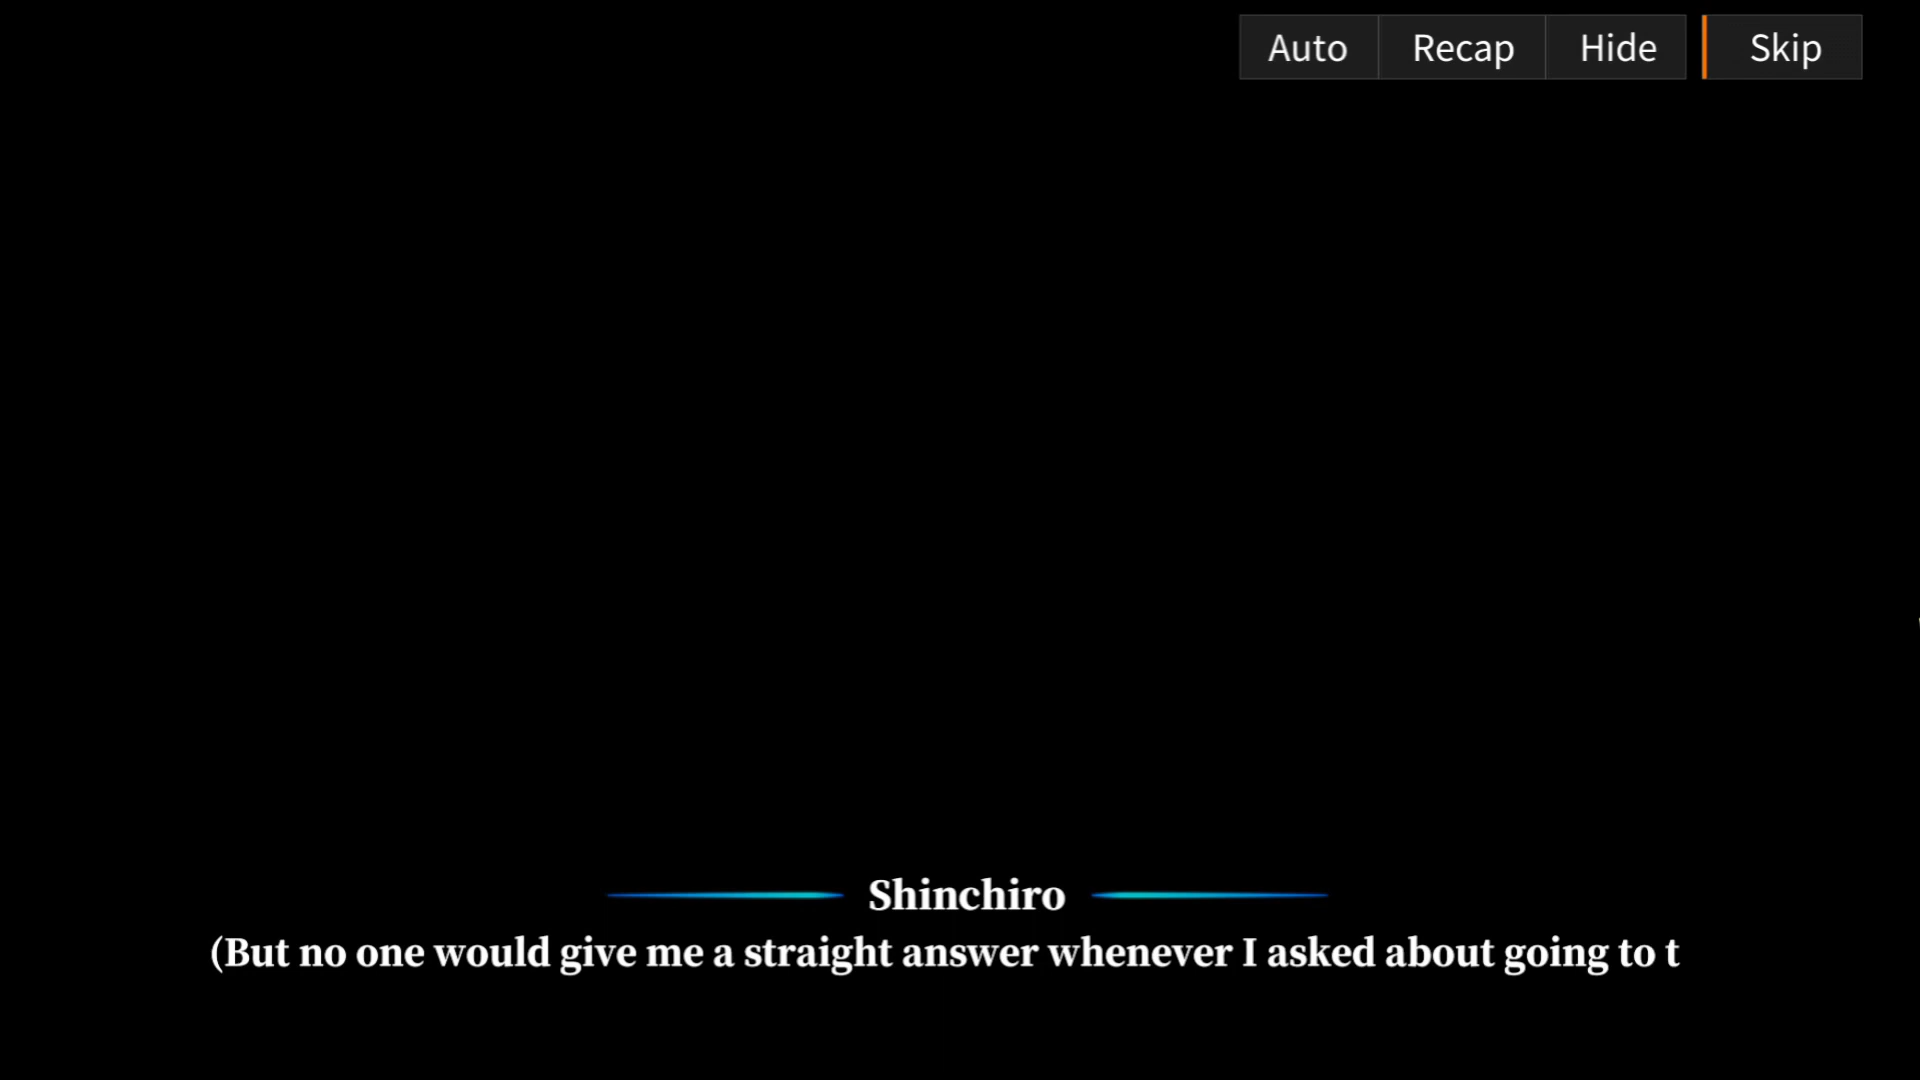 Auto Recap Hide Skip
Shinchiro
(But no one would give me a straight answer whenever I asked about going to t